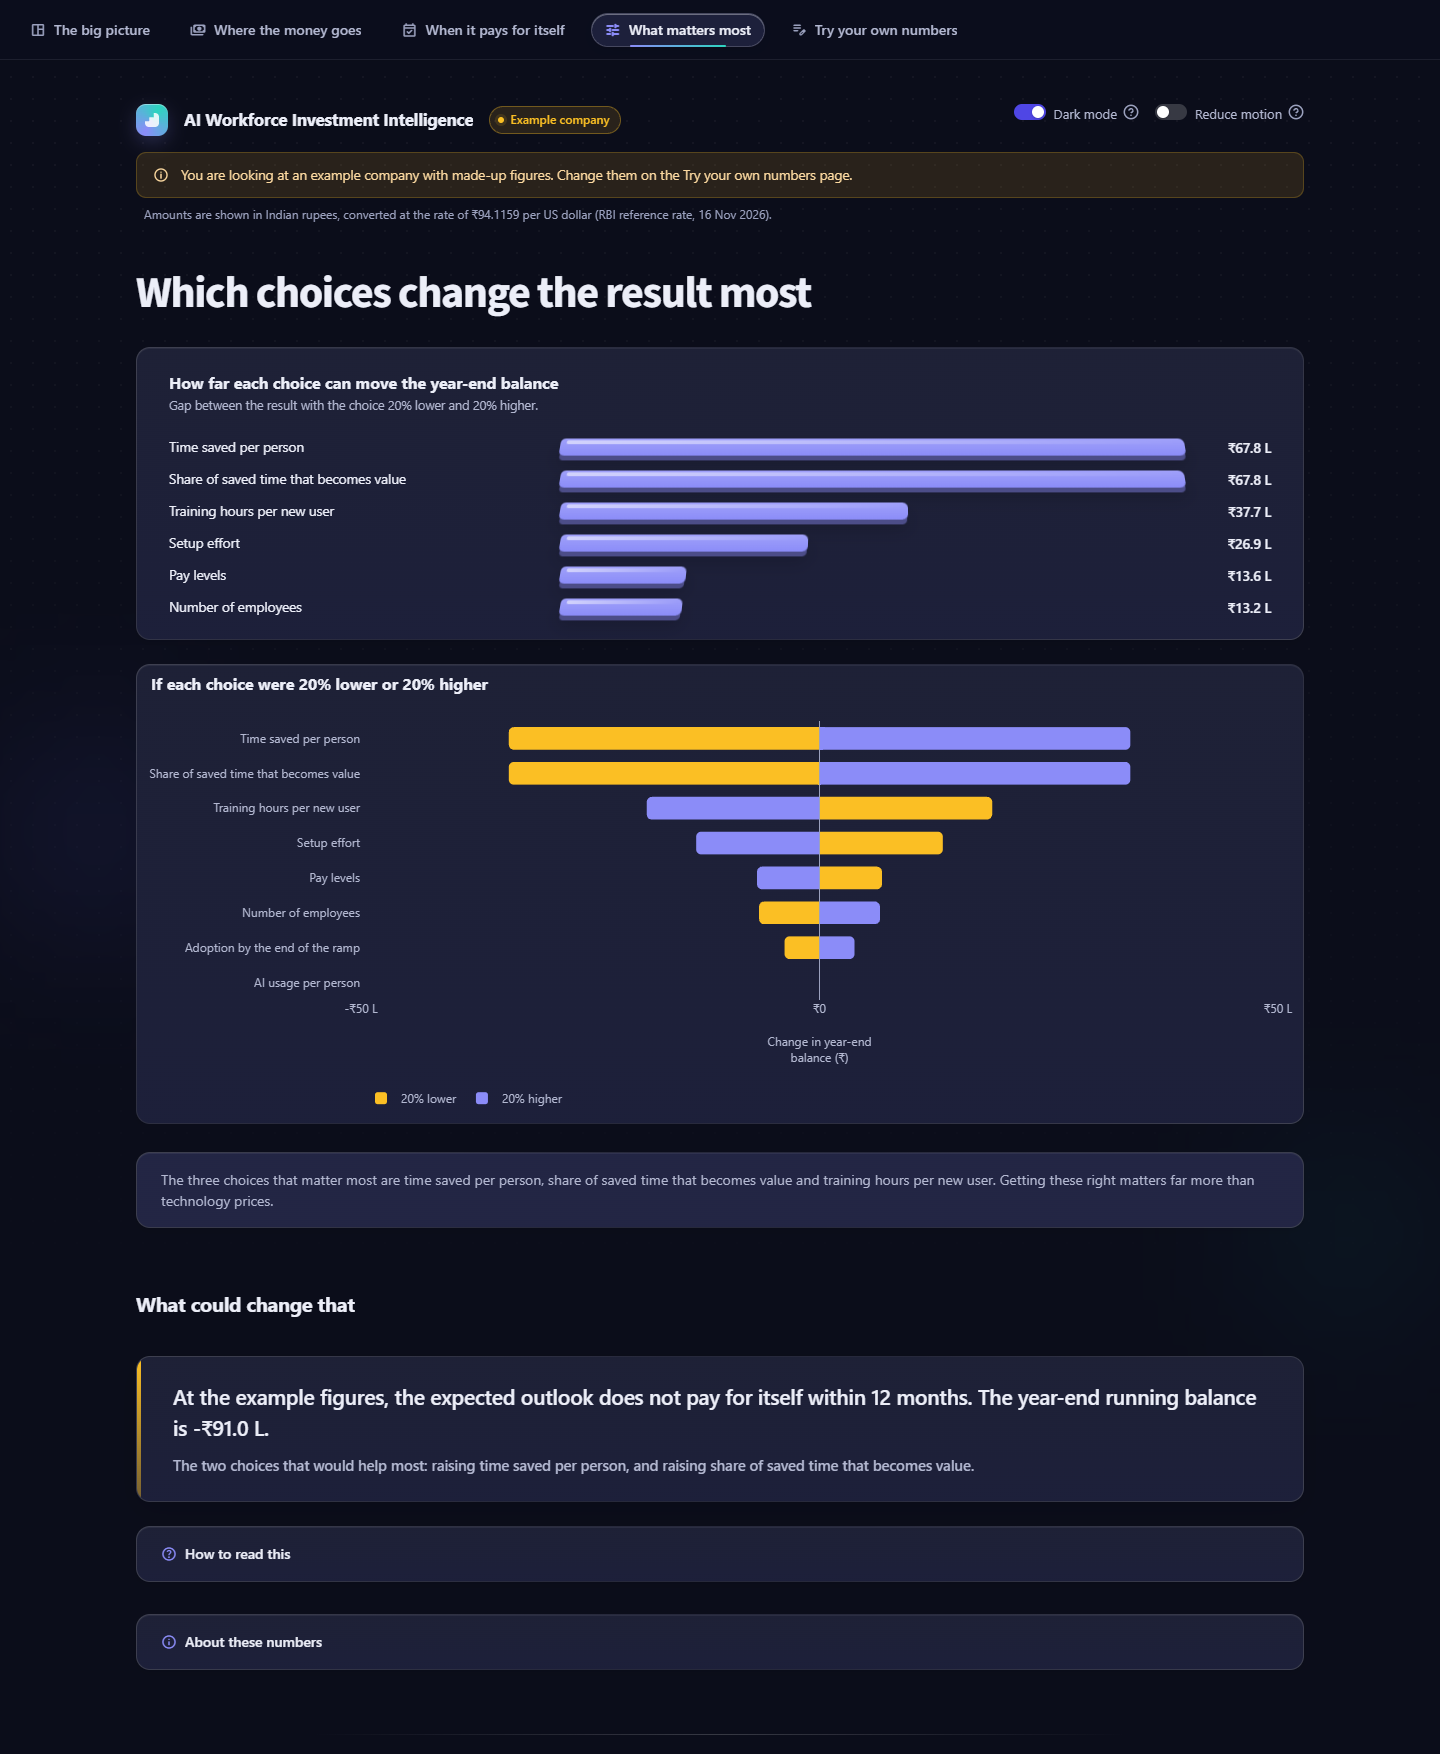 The big picture
Where the money goes
When it pays for itself
What matters most
Try your own numbers
AI Workforce Investment Intelligence
Example company
Dark mode
Reduce motion
You are looking at an example company with made-up figures. Change them on the Try your own numbers page.
Amounts are shown in Indian rupees, converted at the rate of ₹94.1159 per US dollar (RBI reference rate, 16 Nov 2026).
Which choices change the result most
How far each choice can move the year-end balance
Gap between the result with the choice 20% lower and 20% higher.
Time saved per person ₹67.8 L
Share of saved time that becomes value ₹67.8 L
Training hours per new user ₹37.7 L
Setup effort ₹26.9 L
Pay levels ₹13.6 L
Number of employees ₹13.2 L
If each choice were 20% lower or 20% higher
Time saved per person
Share of saved time that becomes value
Training hours per new user
Setup effort
Pay levels
Number of employees
Adoption by the end of the ramp
AI usage per person
-₹50 L ₹0 ₹50 L
Change in year-end
balance (₹)
20% lower 20% higher
The three choices that matter most are time saved per person, share of saved time that becomes value and training hours per new user. Getting these right matters far more than
technology prices.
What could change that
At the example figures, the expected outlook does not pay for itself within 12 months. The year-end running balance
is -₹91.0 L.
The two choices that would help most: raising time saved per person, and raising share of saved time that becomes value.
How to read this
About these numbers